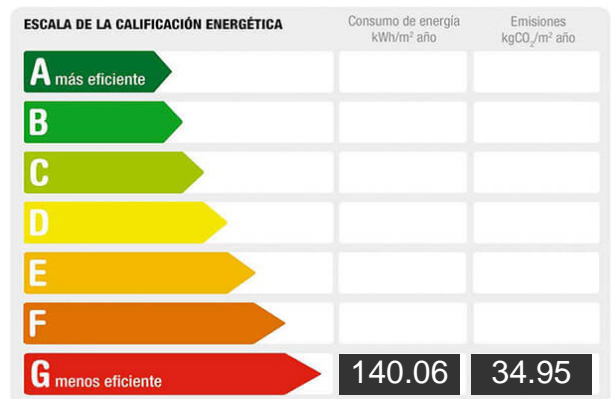 ESCALA DE LA CALIFICACIÓN ENERGÉTICA
Consumo de energía
kWh/m² año
Emisiones
kgCO₂/m² año
A más eficiente
B
C
D
E
F
G menos eficiente 140.06 34.95